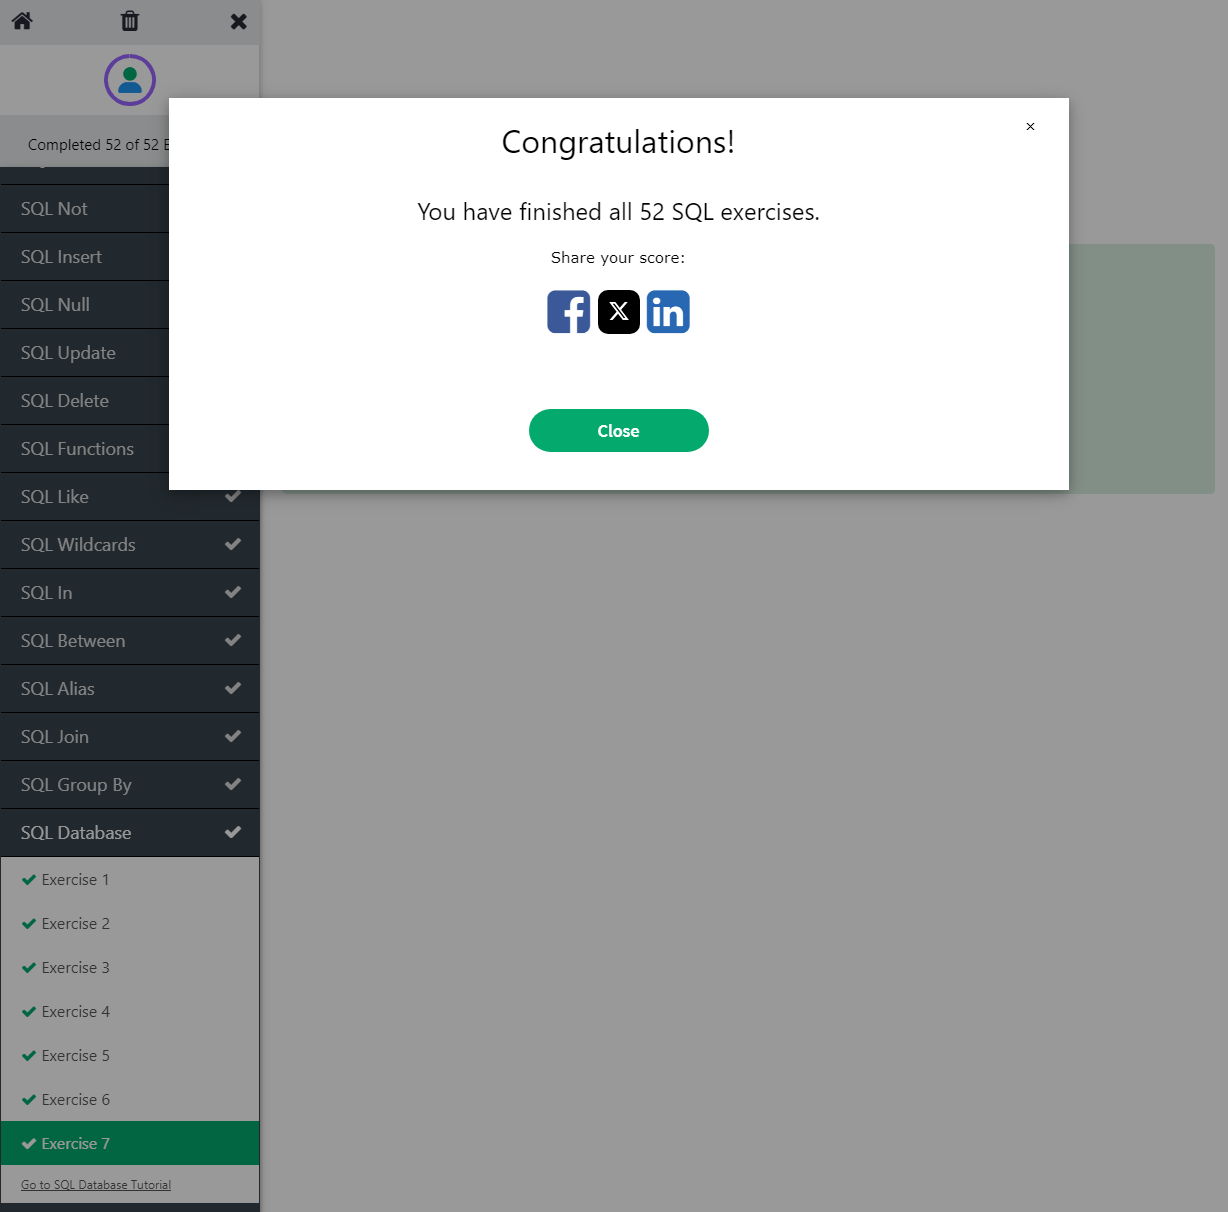 Completed 52 of 52
Congratulations!
×
You have finished all 52 SQL exercises.
Share your score:
Close
SQL Not
SQL Insert
SQL Null
SQL Update
SQL Delete
SQL Functions
SQL Like
SQL Wildcards
SQL In
SQL Between
SQL Alias
SQL Join
SQL Group By
SQL Database
Exercise 1
Exercise 2
Exercise 3
Exercise 4
Exercise 5
Exercise 6
Exercise 7
Go to SQL Database Tutorial